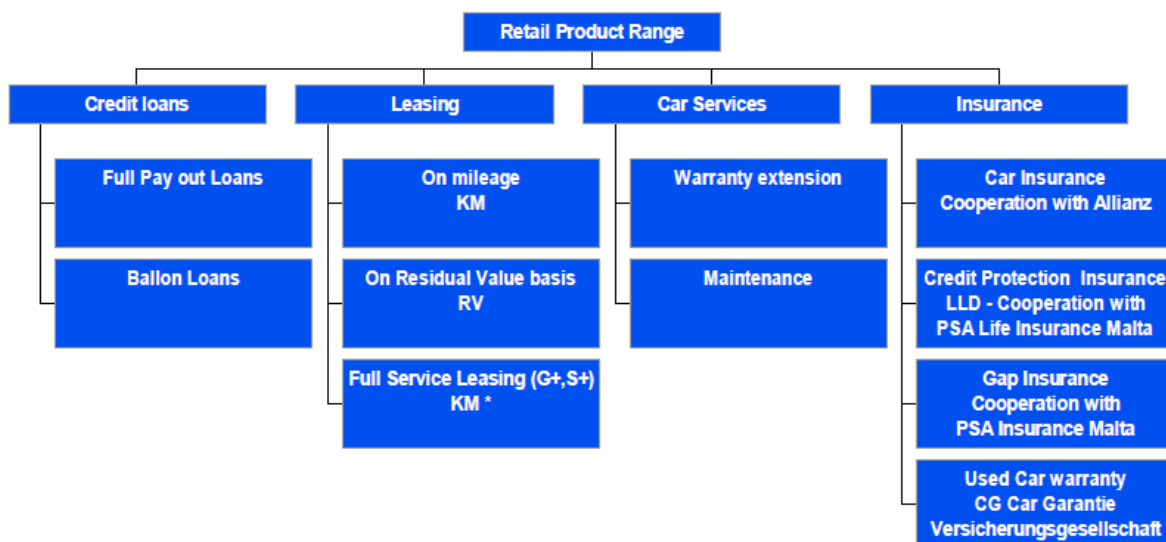 Retail Product Range
Credit loans
Leasing
Car Services
Insurance
Full Pay out Loans
Ballon Loans
On mileage
KM
On Residual Value basis
RV
Full Service Leasing (G+,S+)
KM *
Warranty extension
Maintenance
Car Insurance
Cooperation with Allianz
Credit Protection Insurance
LLD - Cooperation with
PSA Life Insurance Malta
Gap Insurance
Cooperation with
PSA Insurance Malta
Used Car warranty
CG Car Garantie
Versicherungsgesellschaft